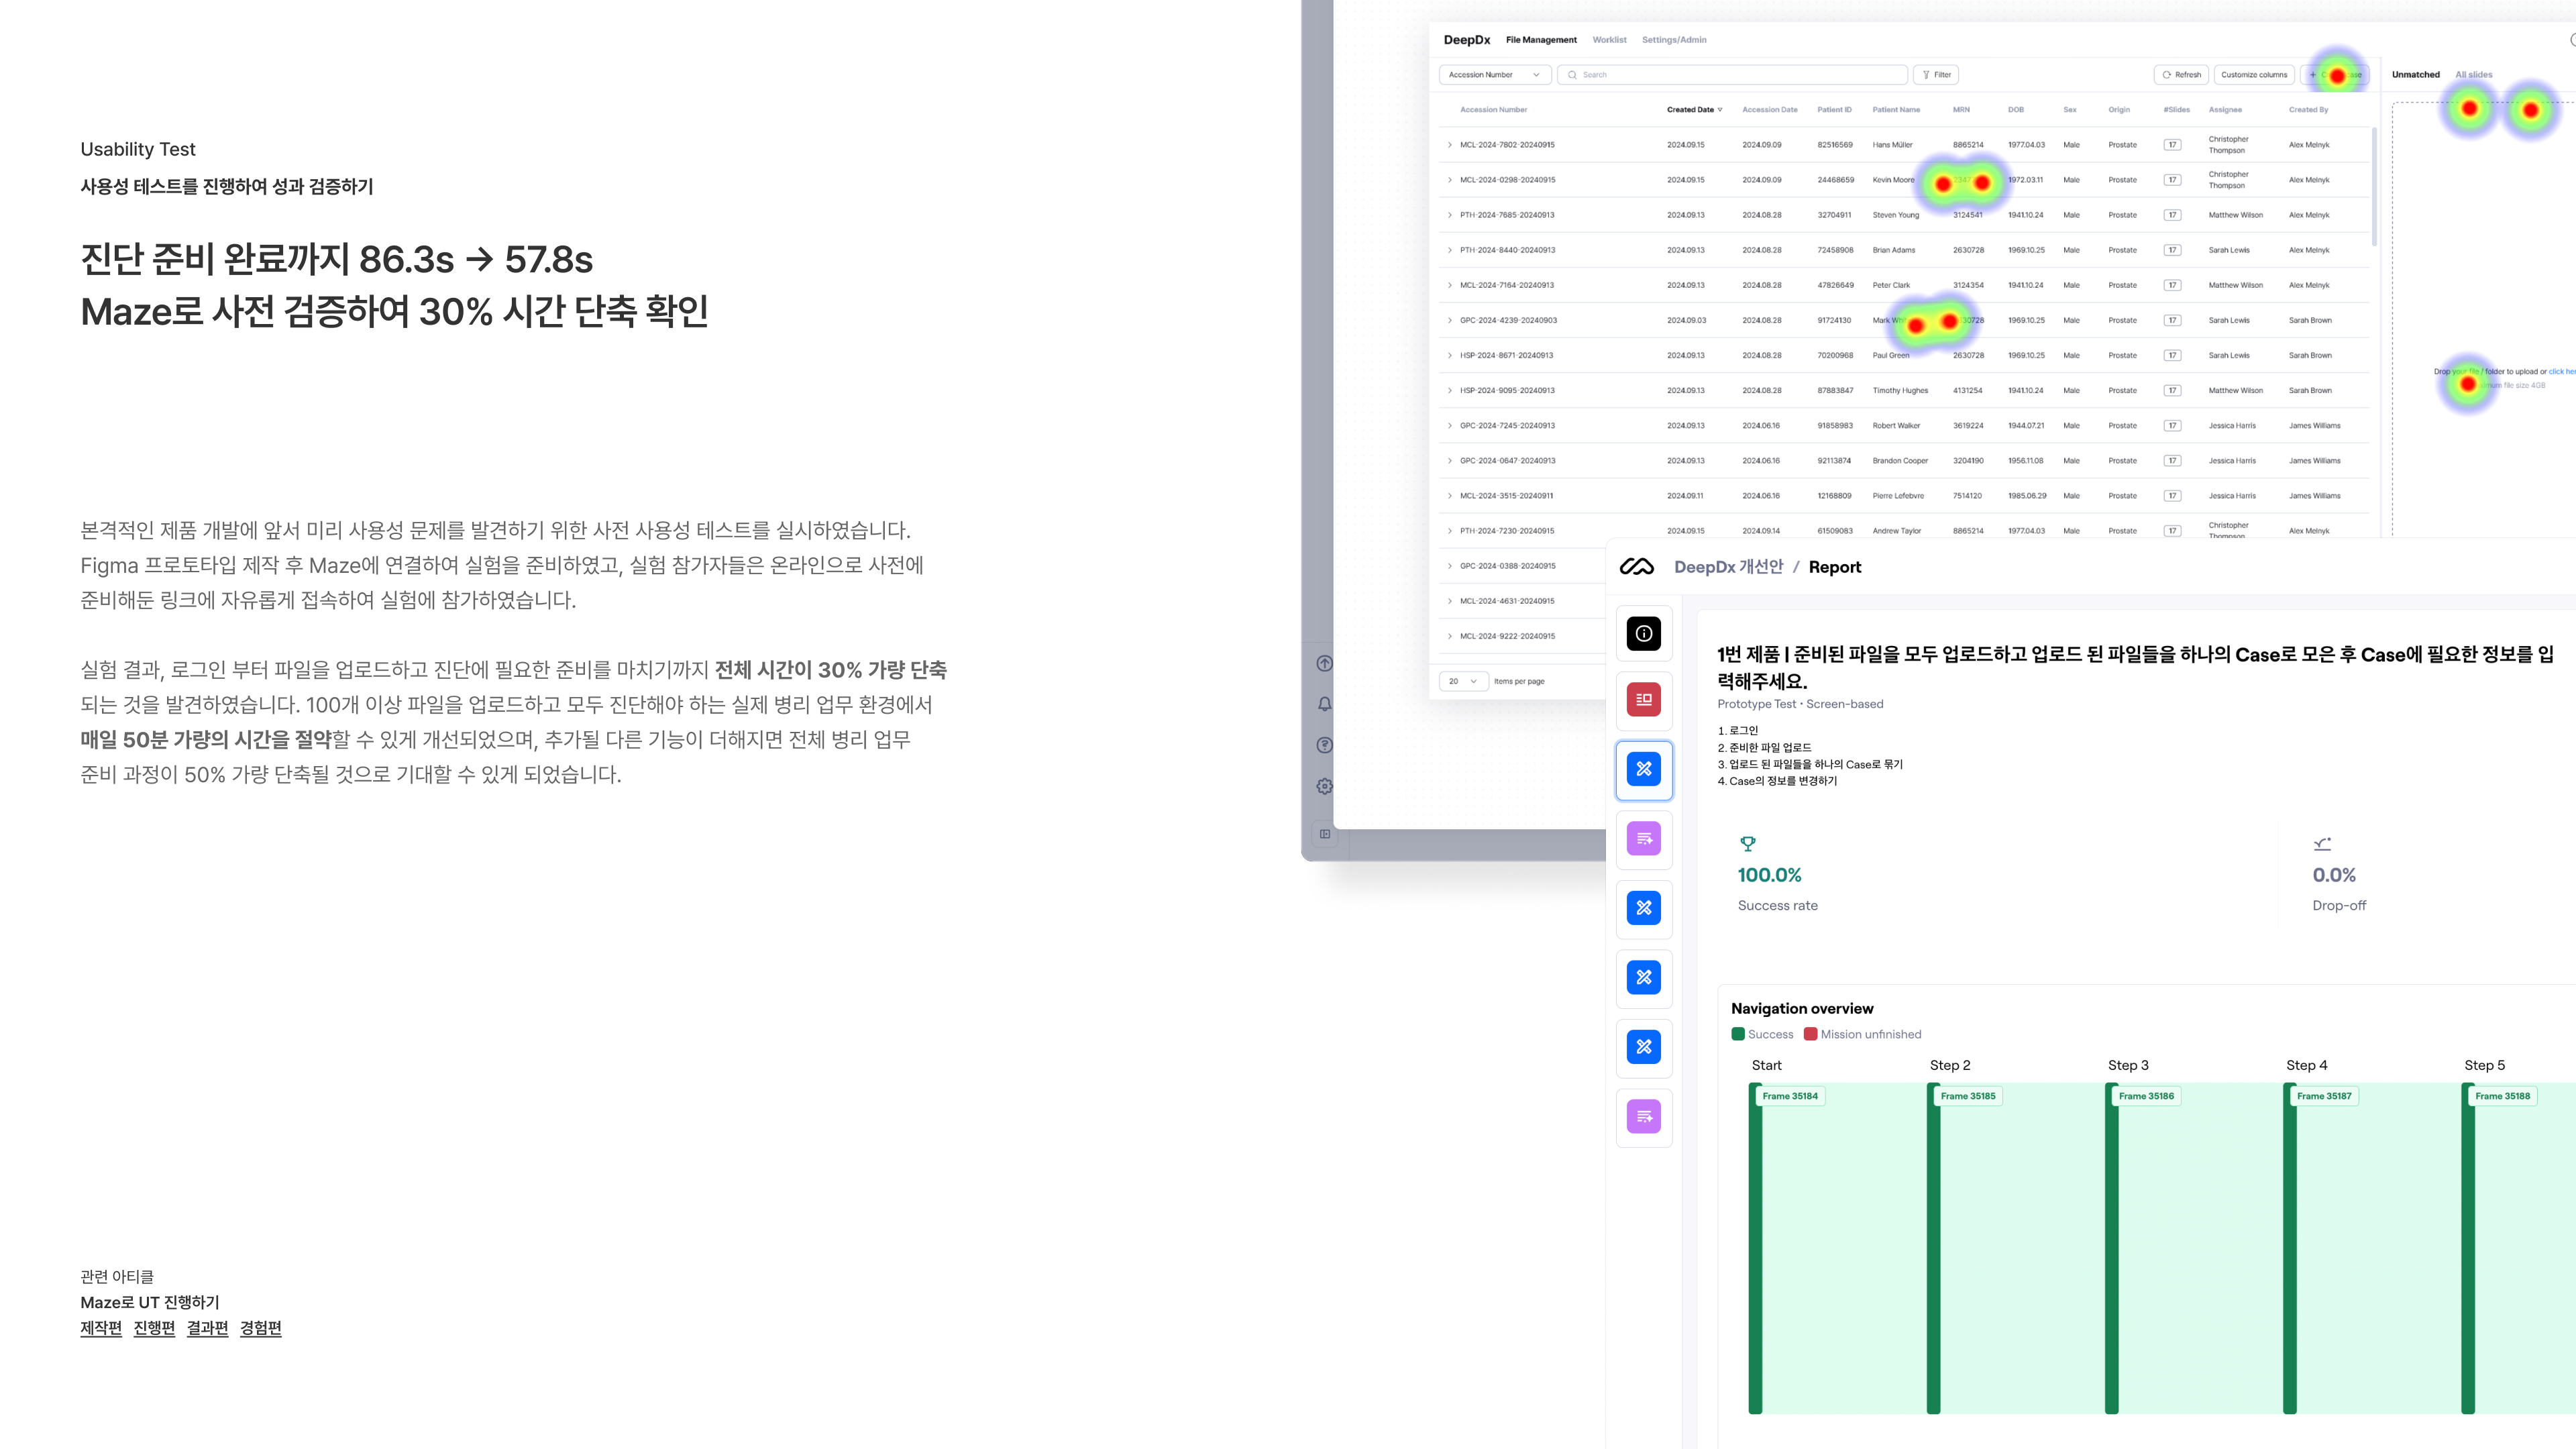 Usability Test
사용성 테스트를 진행하여 성과 검증하기
진단 준비 완료까지 86.3s → 57.8s
Maze로 사전 검증하여 30% 시간 단축 확인
본격적인 제품 개발에 앞서 미리 사용성 문제를 발견하기 위한 사전 사용성 테스트를 실시하였습니다.
Figma 프로토타입 제작 후 Maze에 연결하여 실험을 준비하였고, 실험 참가자들은 온라인으로 사전에
준비해둔 링크에 자유롭게 접속하여 실험에 참가하였습니다.
실험 결과, 로그인 부터 파일을 업로드하고 진단에 필요한 준비를 마치기까지 전체 시간이 30% 가량 단축
되는 것을 발견하였습니다. 100개 이상 파일을 업로드하고 모두 진단해야 하는 실제 병리 업무 환경에서
매일 50분 가량의 시간을 절약할 수 있게 개선되었으며, 추가될 다른 기능이 더해지면 전체 병리 업무
준비 과정이 50% 가량 단축될 것으로 기대할 수 있게 되었습니다.
관련 아티클
Maze로 UT 진행하기
제작편 진행편 결과편 경험편
DeepDx File Management Worklist Settings/Admin
Accession Number Search Filter Refresh Customize columns
Unmatched All slides
Accession Number Created Date Accession Date Patient ID Patient Name MRN DOB Sex Origin #Slides Assignee Created By
MCL-2024-7802-20240915 2024.09.15 2024.09.09 82516569 Hans Müller 8865214 1977.04.03 Male Prostate 17 Christopher Thompson Alex Melnyk
MCL-2024-0298-20240915 2024.09.15 2024.09.09 24468659 Kevin Moore 1972.03.11 Male Prostate 17 Christopher Thompson Alex Melnyk
PTH-2024-7685-20240913 2024.09.13 2024.08.28 32704911 Steven Young 3124541 1941.10.24 Male Prostate 17 Matthew Wilson Alex Melnyk
PTH-2024-8440-20240913 2024.09.13 2024.08.28 72458908 Brian Adams 2630728 1969.10.25 Male Prostate 17 Sarah Lewis Alex Melnyk
MCL-2024-7164-20240913 2024.09.13 2024.08.28 47826649 Peter Clark 3124354 1941.10.24 Male Prostate 17 Matthew Wilson Alex Melnyk
GPC-2024-4239-20240903 2024.09.03 2024.08.28 91724130 Mark 1969.10.25 Male Prostate 17 Sarah Lewis Sarah Brown
HSP-2024-8671-20240913 2024.09.13 2024.08.28 70200968 Paul Green 2630728 1969.10.25 Male Prostate 17 Sarah Lewis Sarah Brown
HSP-2024-9095-20240913 2024.09.13 2024.08.28 87883847 Timothy Hughes 4131254 1941.10.24 Male Prostate 17 Matthew Wilson Sarah Brown
GPC-2024-7245-20240913 2024.09.13 2024.06.16 91858983 Robert Walker 3619224 1944.07.21 Male Prostate 17 Jessica Harris James Williams
GPC-2024-0647-20240913 2024.09.13 2024.06.16 92113874 Brandon Cooper 3204190 1956.11.08 Male Prostate 17 Jessica Harris James Williams
MCL-2024-3515-20240911 2024.09.11 2024.06.16 12168809 Pierre Lefebvre 7514120 1985.06.29 Male Prostate 17 Jessica Harris James Williams
PTH-2024-7230-20240915 2024.09.15 2024.09.14 61509083 Andrew Taylor 8865214 1977.04.03 Male Prostate 17 Christopher Thompson Alex Melnyk
GPC-2024-0388-20240915
MCL-2024-4631-20240915
MCL-2024-9222-20240915
20 Items per page
Drop your file / folder to upload or click her
file size 4GB
DeepDx 개선안 / Report
1번 제품 | 준비된 파일을 모두 업로드하고 업로드 된 파일들을 하나의 Case로 모은 후 Case에 필요한 정보를 입
력해주세요.
Prototype Test · Screen-based
1. 로그인
2. 준비한 파일 업로드
3. 업로드 된 파일들을 하나의 Case로 묶기
4. Case의 정보를 변경하기
100.0%
Success rate
0.0%
Drop-off
Navigation overview
Success Mission unfinished
Start Step 2 Step 3 Step 4 Step 5
Frame 35184 Frame 35185 Frame 35186 Frame 35187 Frame 35188